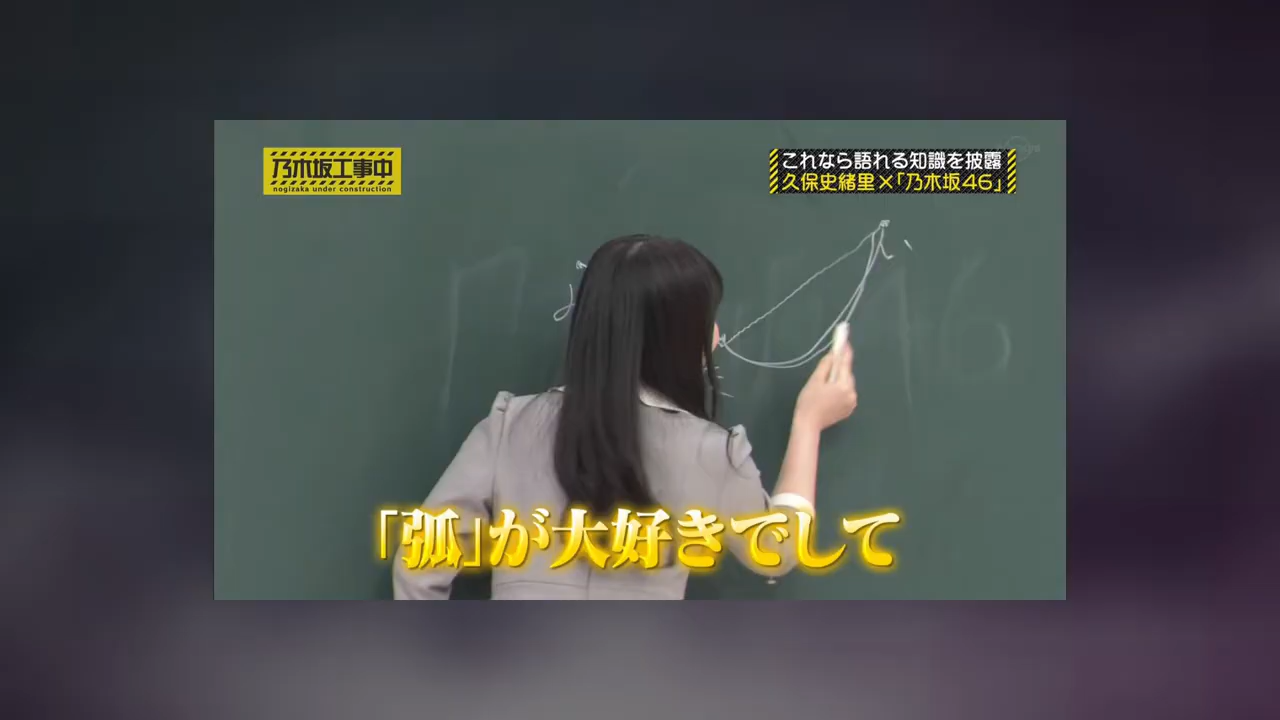 乃木坂工事中
nogizaka under construction
これなら語れる知識を披露
久保史緒里×「乃木坂46」
46
「弧」が大好きでして